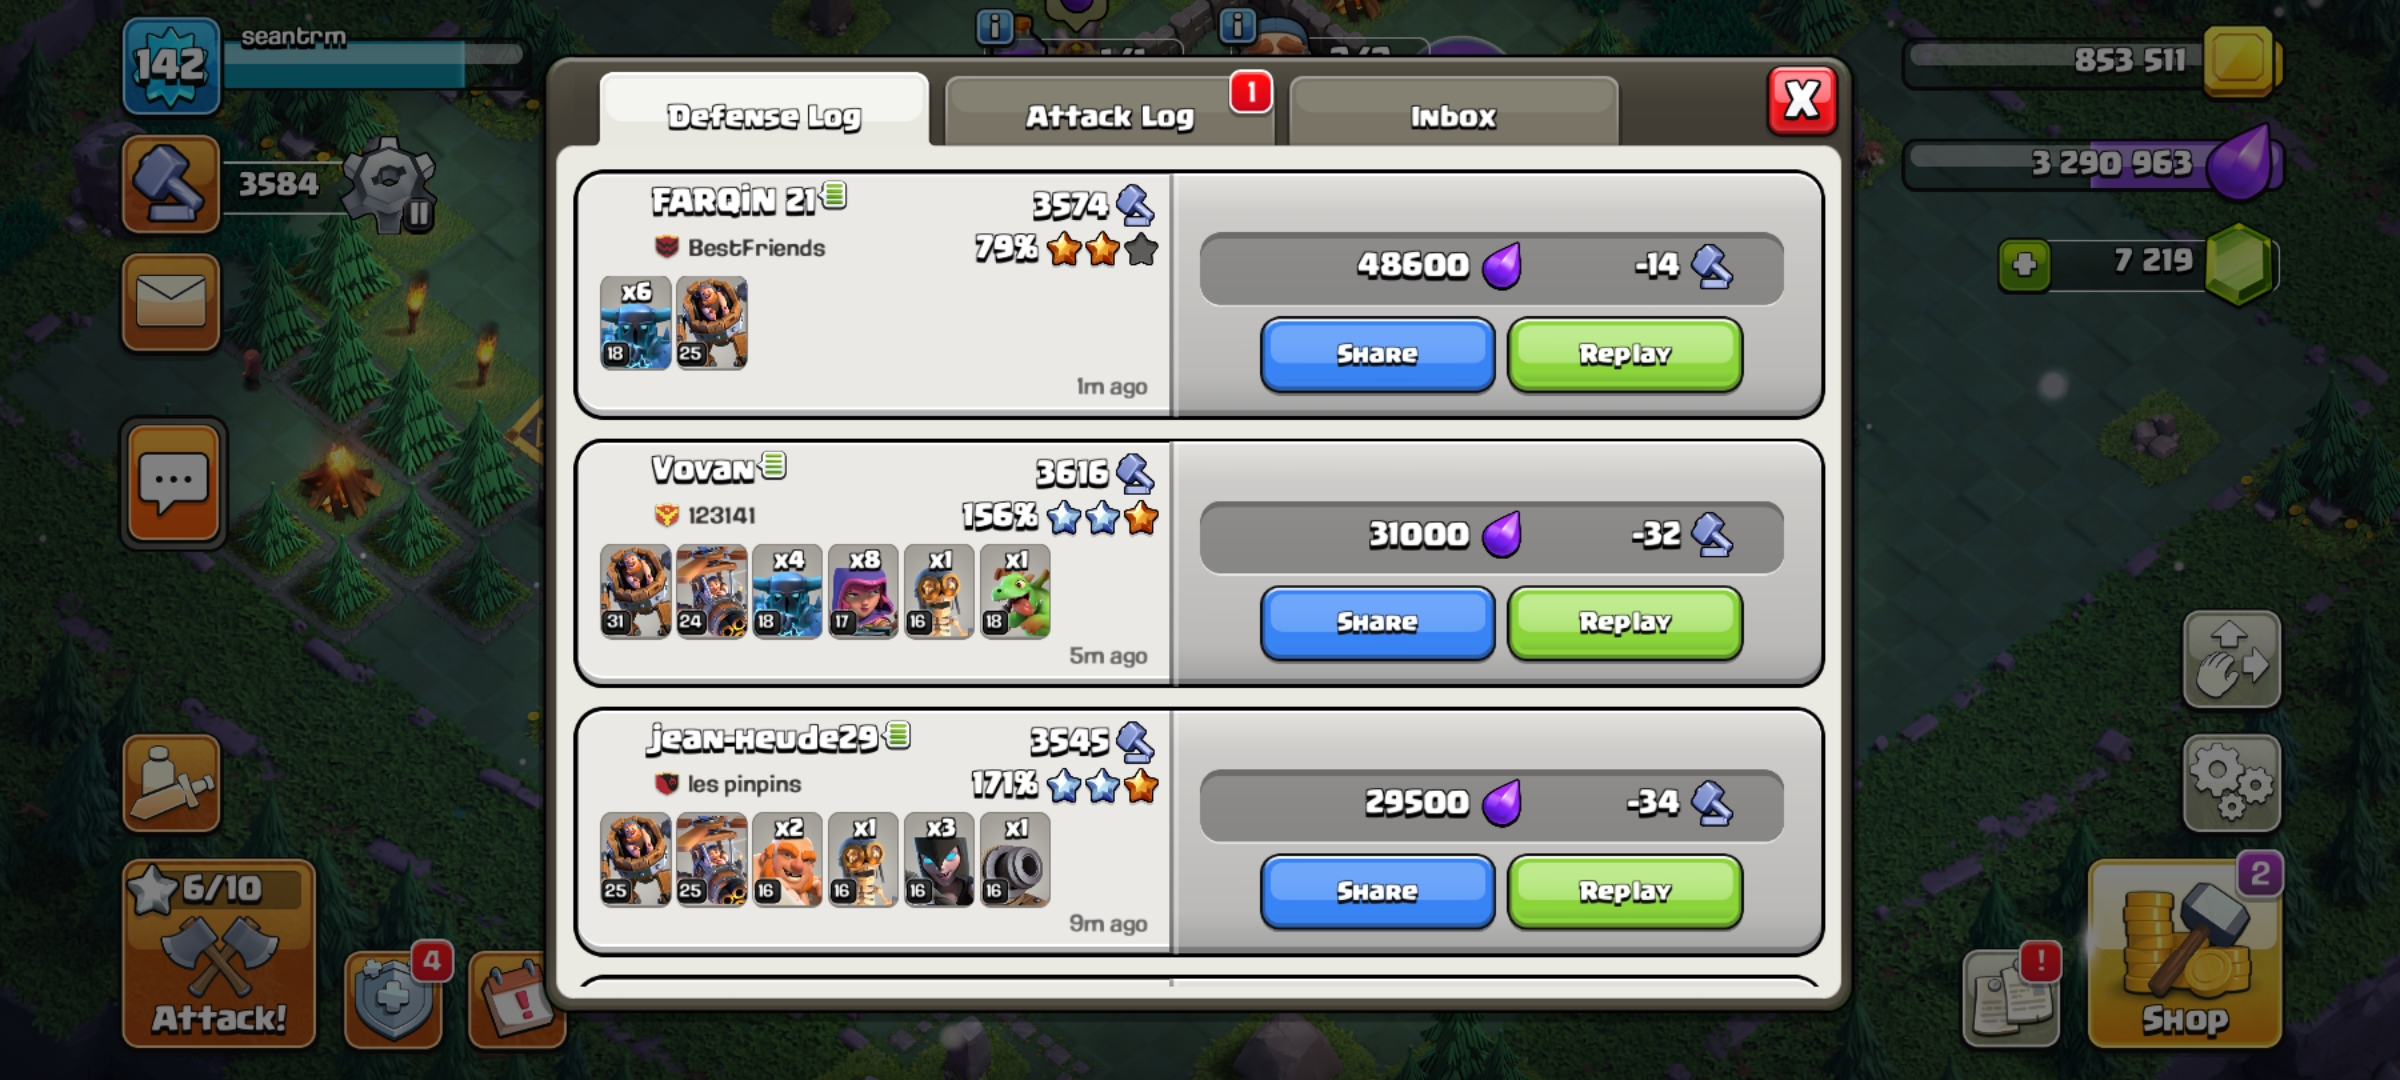 142
seantrm
3584
853 511
3 290 963
7 219
Defense Log
Attack Log
1
Inbox
X
FARQiN 21
3574
BestFriends
79%
x6
18
25
1m ago
48600
-14
Share
Replay
Vovan
3616
123141
156%
x4
x8
x1
x1
31
24
18
17
16
18
5m ago
31000
-32
Share
Replay
jean-Heude29
3545
les pinpins
171%
x2
x1
x3
x1
25
25
16
16
16
16
9m ago
29500
-34
Share
Replay
6/10
Attack!
4
!
2
Shop